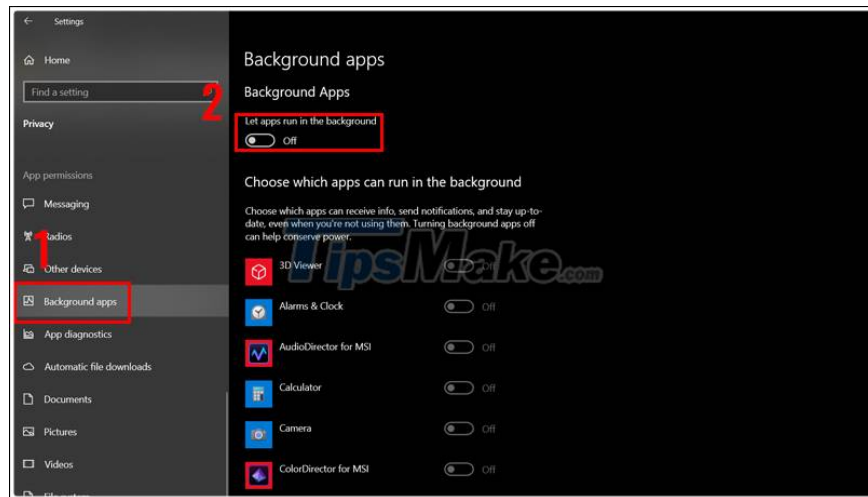 Settings
Home
Find a setting
Privacy
App permissions
Messaging
Radios
Other devices
Background apps
App diagnostics
Automatic file downloads
Documents
Pictures
Videos
File system
1
2
Background apps
Background Apps
Let apps run in the background
Off
Choose which apps can run in the background
Choose which apps can receive info, send notifications, and stay up-to-
date, even when you're not using them. Turning background apps off
can help conserve power.
TipsMake.com
3D Viewer Off
Alarms & Clock Off
AudioDirector for MSI Off
Calculator Off
Camera Off
ColorDirector for MSI Off